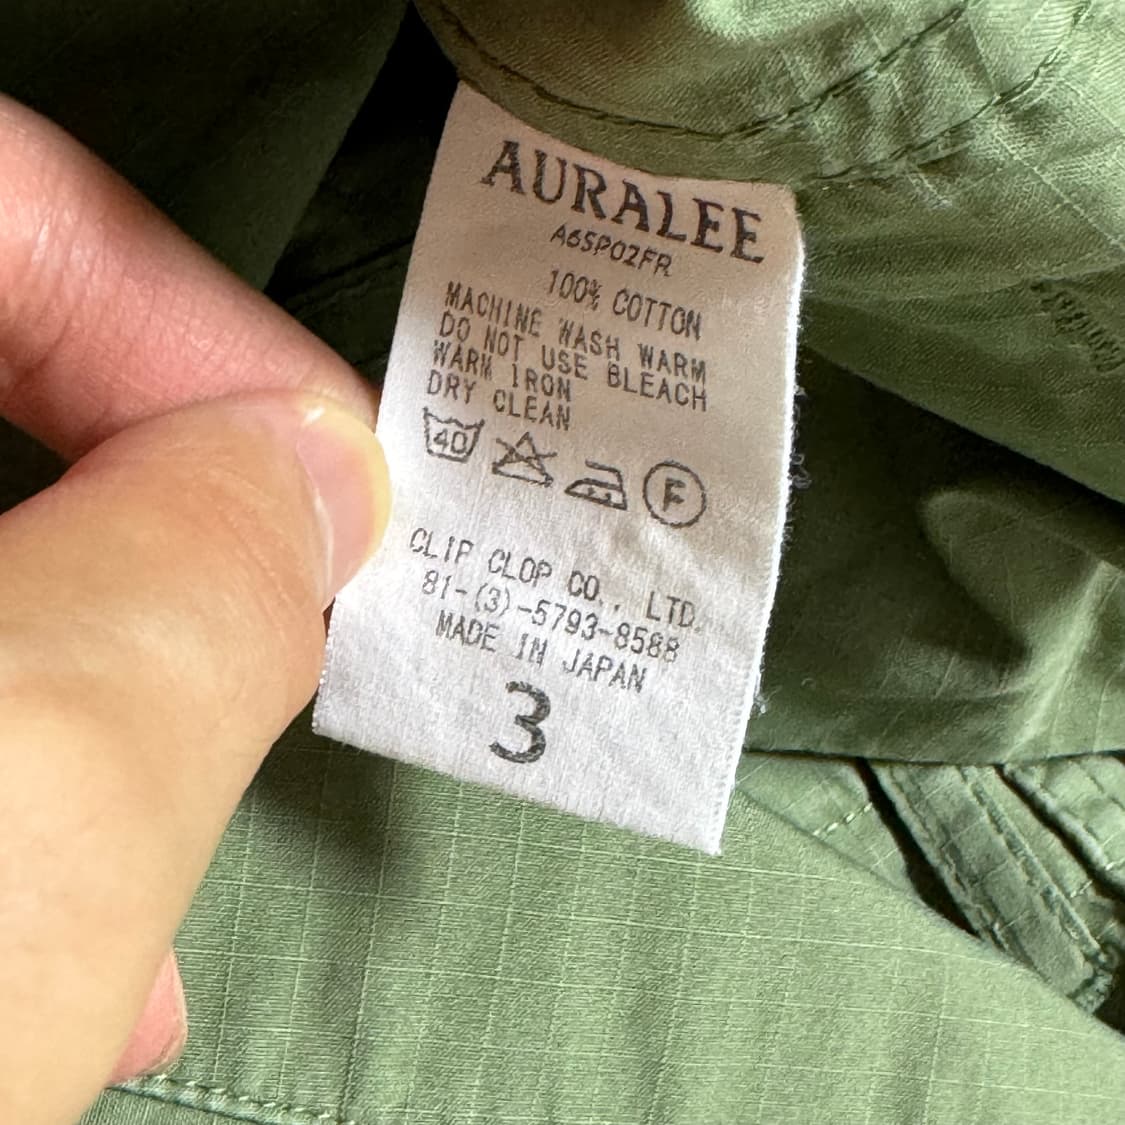 AURALEE
A6SP02FR
100% COTTON
MACHINE WASH WARM
DO NOT USE BLEACH
WARM IRON
DRY CLEAN
40
F
CLIP CLOP CO., LTD.
81-(3)-5793-8588
MADE IN JAPAN
3